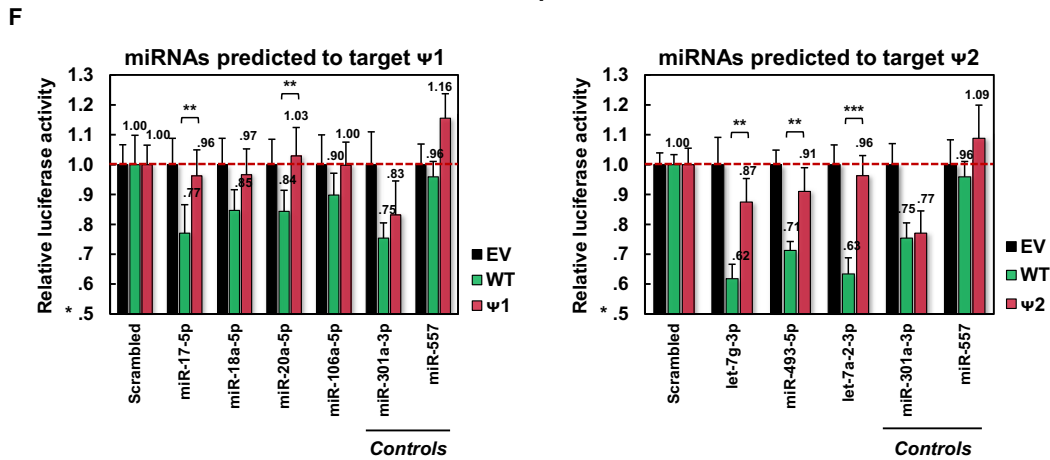 F
miRNAs predicted to target ψ1
Relative luciferase activity
1.3
1.2
1.1
1.0
.9
.8
.7
.6
* .5
1.00
1.00
**
.77
.96
.85
.97
**
.84
1.03
.90
1.00
.75
.83
.96
1.16
EV
WT
ψ1
Scrambled
miR-17-5p
miR-18a-5p
miR-20a-5p
miR-106a-5p
miR-301a-3p
miR-557
Controls
miRNAs predicted to target ψ2
Relative luciferase activity
1.3
1.2
1.1
1.0
.9
.8
.7
.6
* .5
1.00
**
.62
.87
**
.71
.91
***
.63
.96
.75
.77
.96
1.09
EV
WT
ψ2
Scrambled
let-7g-3p
miR-493-5p
let-7a-2-3p
miR-301a-3p
miR-557
Controls